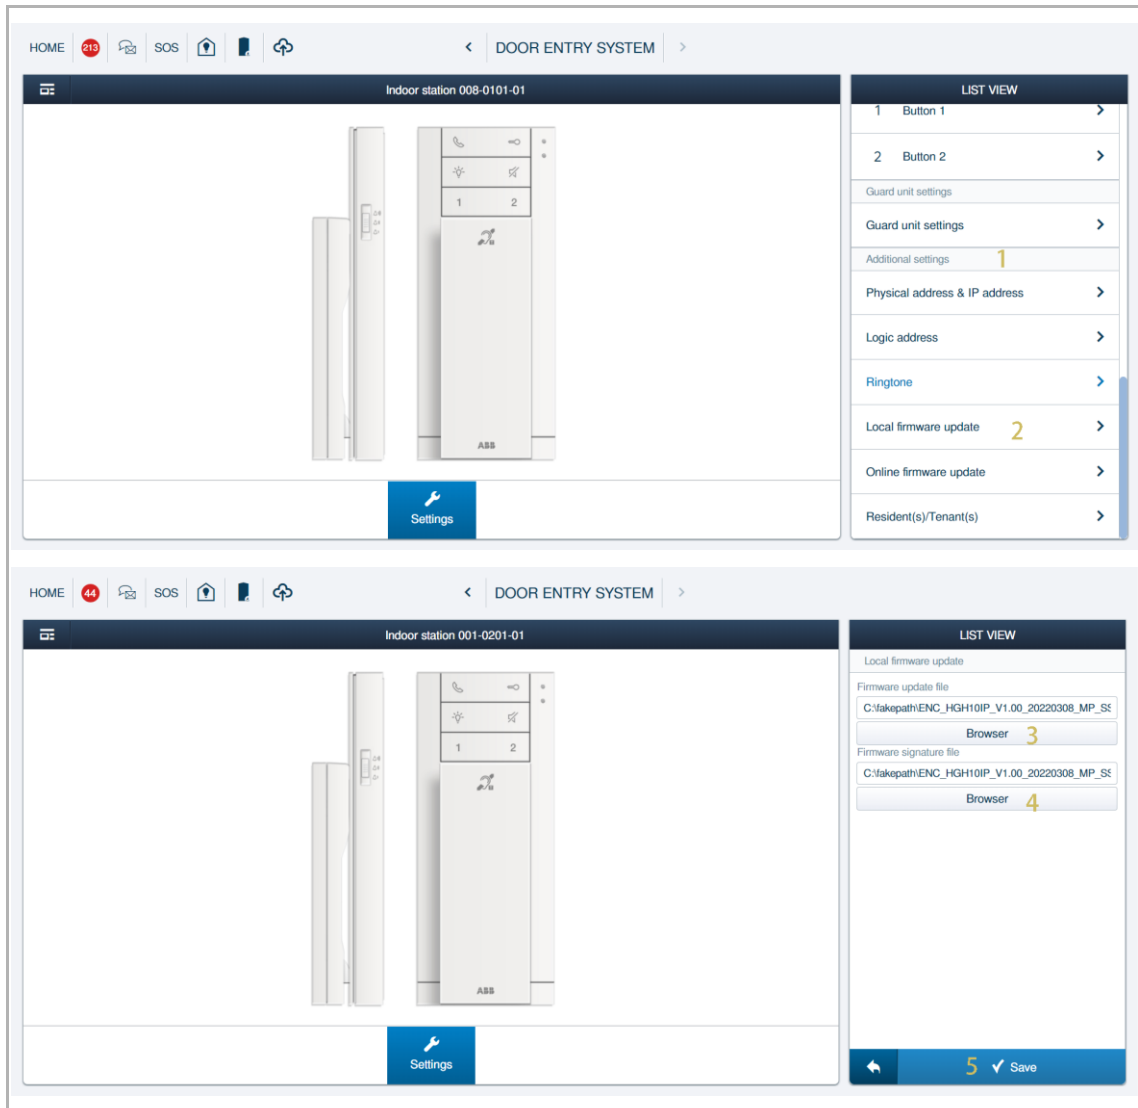 HOME 213 SOS < DOOR ENTRY SYSTEM >
Indoor station 008-0101-01
LIST VIEW
1 Button 1
2 Button 2
Guard unit settings
Guard unit settings
Additional settings 1
Physical address & IP address
Logic address
Ringtone
Local firmware update 2
Online firmware update
Resident(s)/Tenant(s)
1 2
ABB
Settings
HOME 44 SOS < DOOR ENTRY SYSTEM >
Indoor station 001-0201-01
LIST VIEW
Local firmware update
Firmware update file
C:\fakepath\ENC_HGH10IP_V1.00_20220308_MP_SS
Browser 3
Firmware signature file
C:\fakepath\ENC_HGH10IP_V1.00_20220308_MP_SS
Browser 4
1 2
ABB
Settings
5 Save